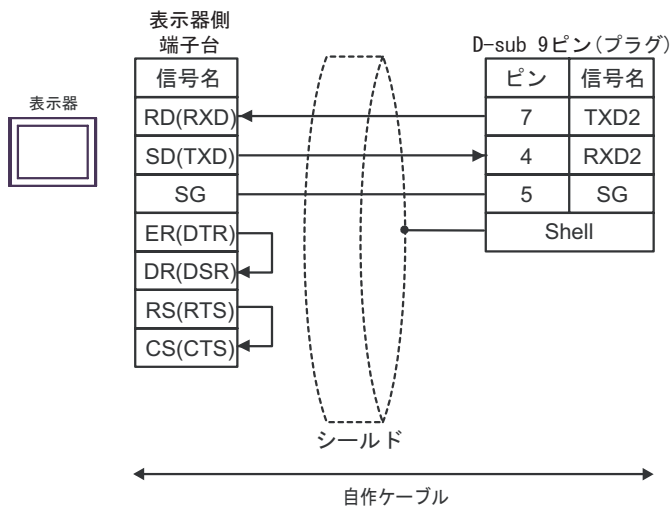 表示器側
端子台
D-sub 9ピン(プラグ)
表示器
信号名
RD(RXD)
SD(TXD)
SG
ER(DTR)
DR(DSR)
RS(RTS)
CS(CTS)
ピン 信号名
7 TXD2
4 RXD2
5 SG
Shell
シールド
自作ケーブル